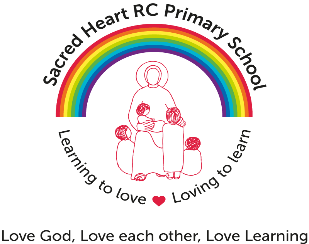 Sacred Heart RC Primary School
Learning to love Loving to learn
Love God, Love each other, Love Learning